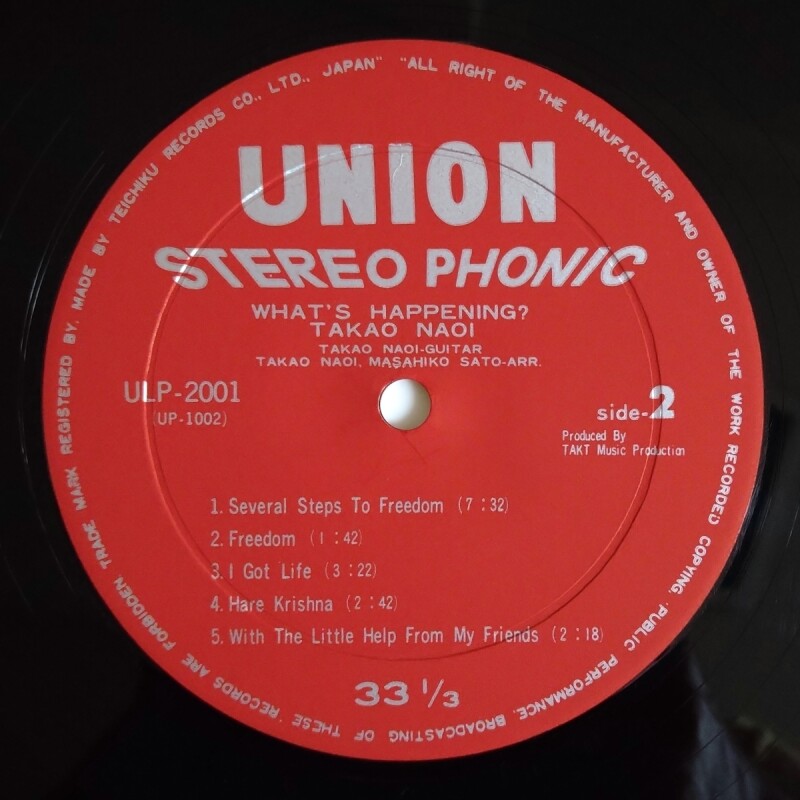 "ALL RIGHT OF THE MANUFACTURER AND OWNER OF THE WORK RECORDED COPYING, PUBLIC PERFORMANCE, BROADCASTING OF THESE RECORDS ARE FORBIDDEN TRADE MARK REGISTERED BY. MADE BY TEICHIKU RECORDS CO., LTD., JAPAN"
UNION
STEREO PHONIC
WHAT'S HAPPENING?
TAKAO NAOI
TAKAO NAOI-GUITAR
TAKAO NAOI, MASAHIKO SATO-ARR.
ULP-2001
(UP-1002)
side-2
Produced By
TAKT Music Production
1. Several Steps To Freedom (7:32)
2. Freedom (1:42)
3. I Got Life (3:22)
4. Hare Krishna (2:42)
5. With The Little Help From My Friends (2:18)
33 1/3